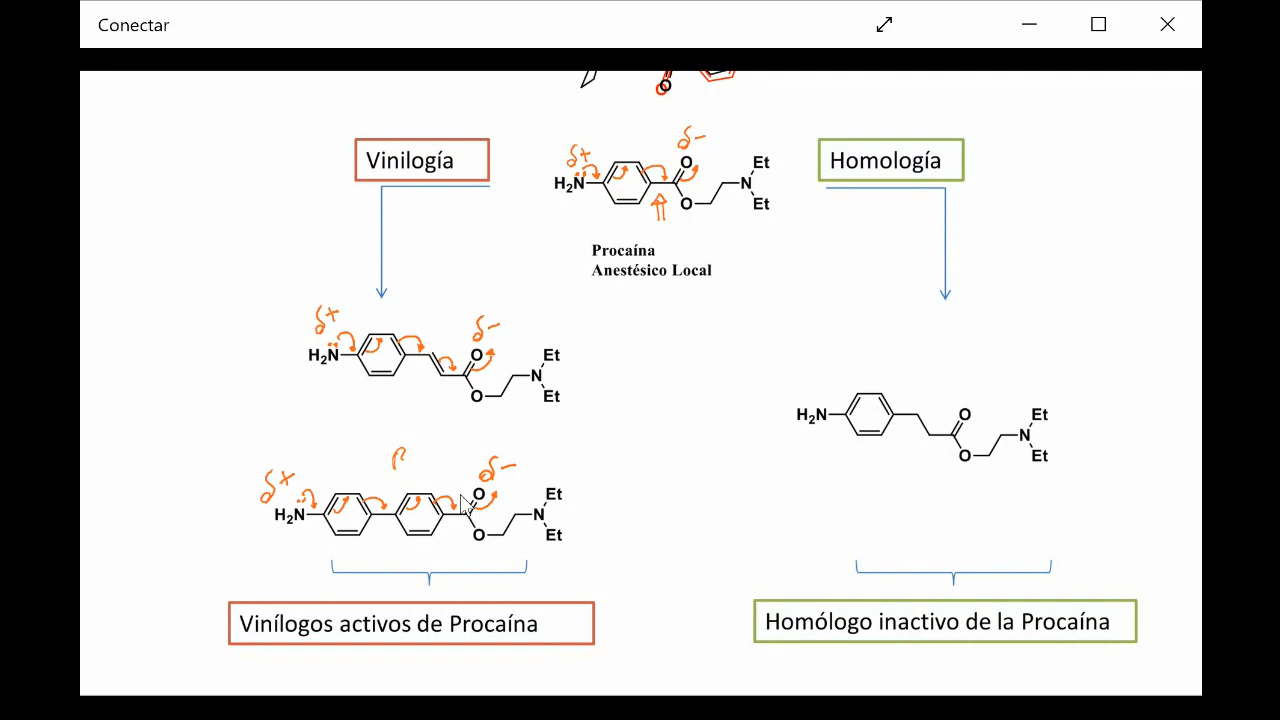 Conectar
O
Vinilogía
Homología
δ+
δ-
H₂N
O
O
N
Et
Et
Procaína
Anestésico Local
δ+
δ-
H₂N
O
O
N
Et
Et
H₂N
O
O
N
Et
Et
δ+
δ-
H₂N
O
O
N
Et
Et
Vinílogos activos de Procaína
Homólogo inactivo de la Procaína